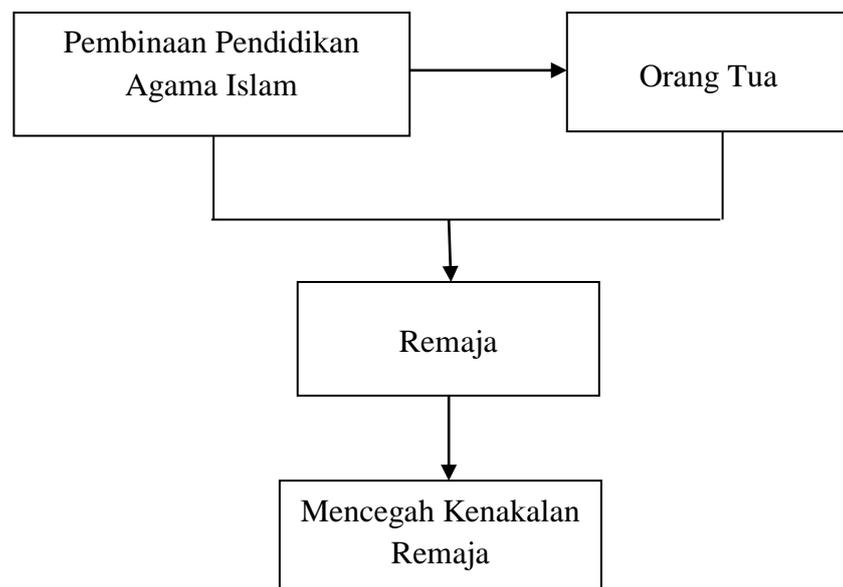 Pembinaan Pendidikan
Agama Islam
Orang Tua
Remaja
Mencegah Kenakalan
Remaja